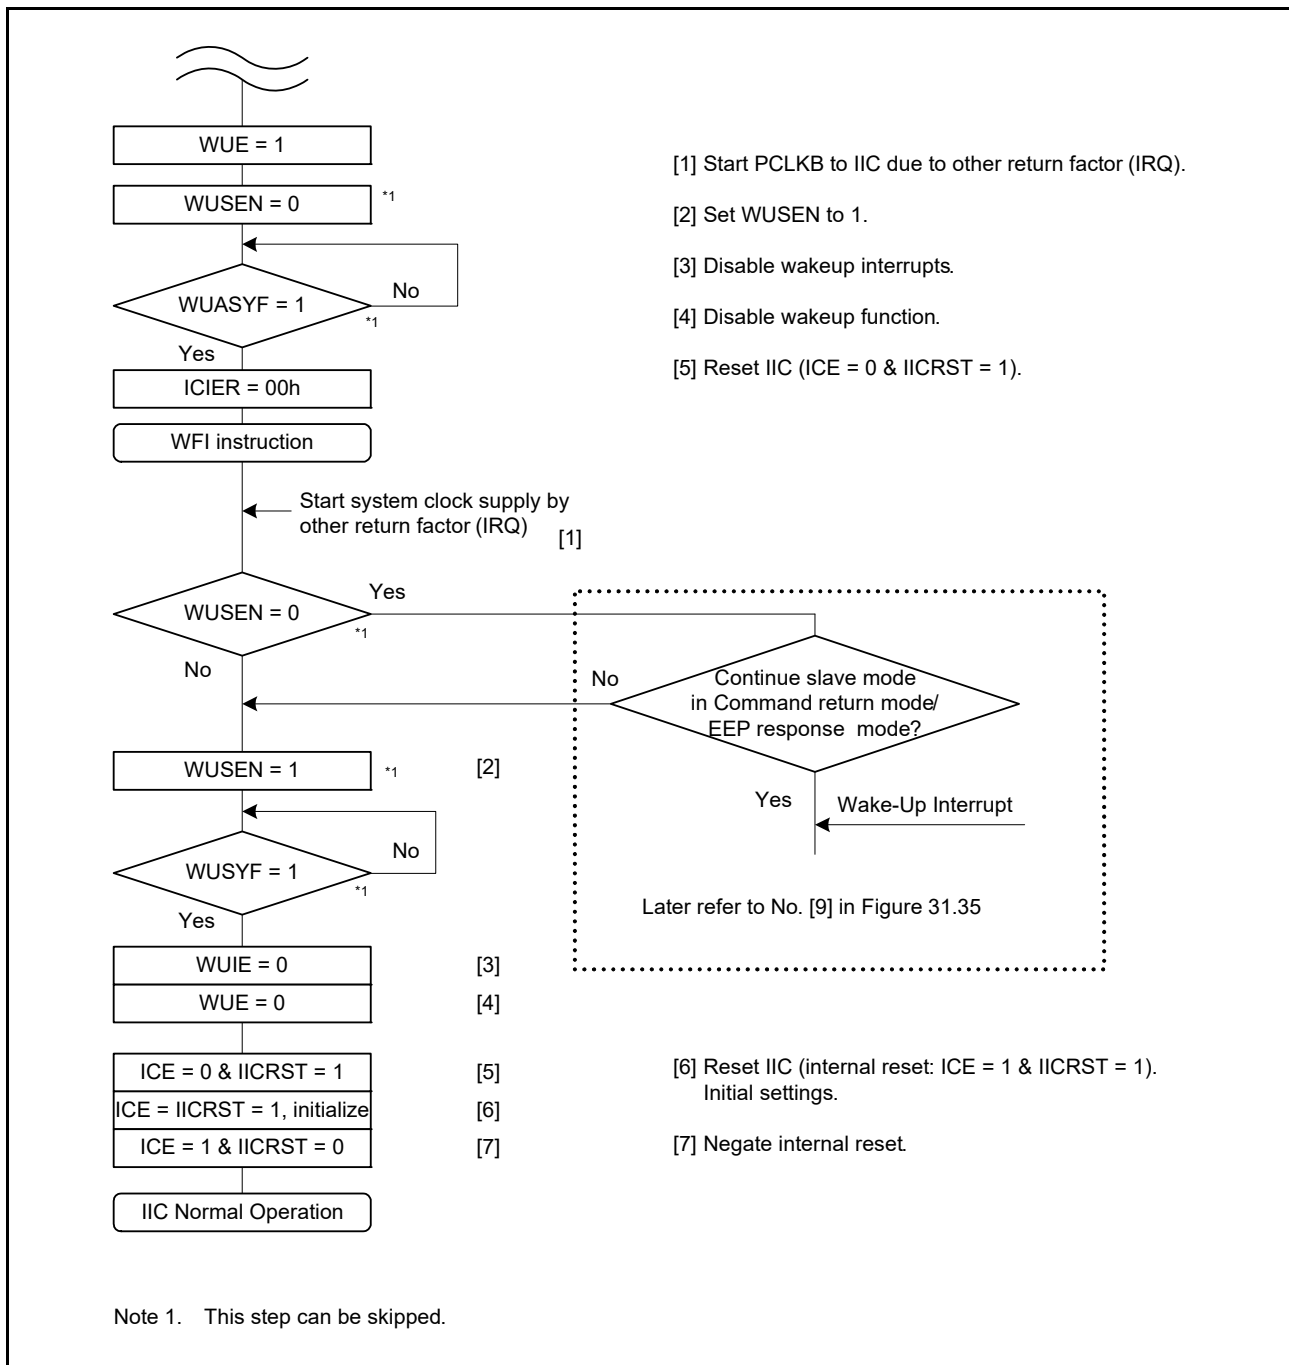 WUE = 1
WUSEN = 0 *1
WUASYF = 1 *1
No
Yes
ICIER = 00h
WFI instruction
Start system clock supply by
other return factor (IRQ)
[1]
WUSEN = 0 *1
Yes
No
Continue slave mode
in Command return mode/
EEP response mode?
No
Yes
Wake-Up Interrupt
Later refer to No. [9] in Figure 31.35
WUSEN = 1 *1 [2]
WUSYF = 1 *1
No
Yes
WUIE = 0 [3]
WUE = 0 [4]
ICE = 0 & IICRST = 1 [5]
ICE = IICRST = 1, initialize [6]
ICE = 1 & IICRST = 0 [7]
IIC Normal Operation
[1] Start PCLKB to IIC due to other return factor (IRQ).
[2] Set WUSEN to 1.
[3] Disable wakeup interrupts.
[4] Disable wakeup function.
[5] Reset IIC (ICE = 0 & IICRST = 1).
[6] Reset IIC (internal reset: ICE = 1 & IICRST = 1).
Initial settings.
[7] Negate internal reset.
Note 1. This step can be skipped.